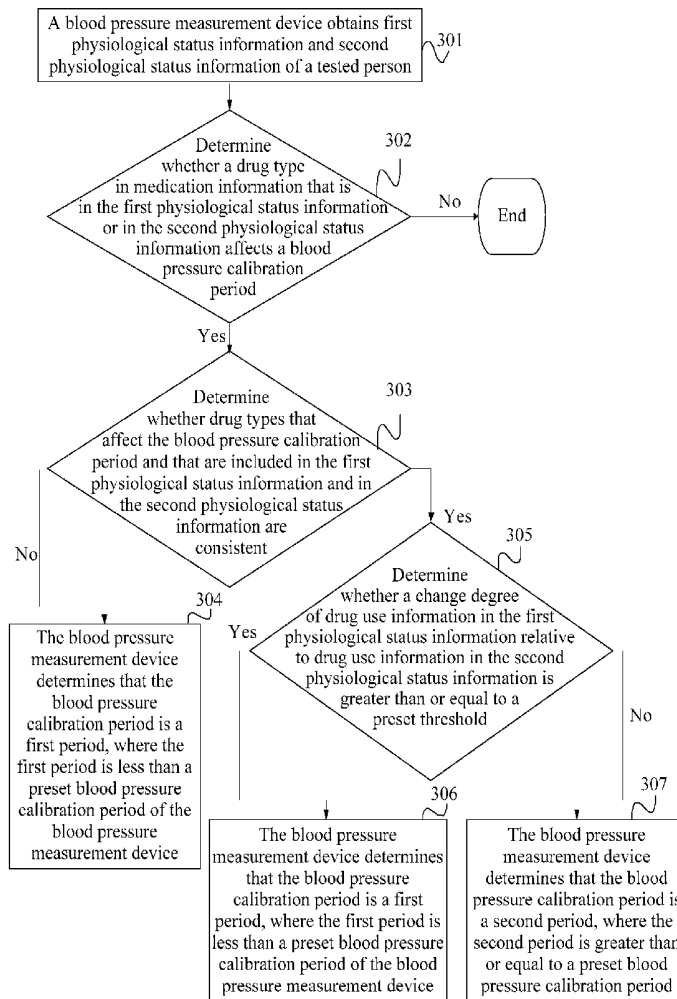 A blood pressure measurement device obtains first
physiological status information and second
physiological status information of a tested person
301
Determine
whether a drug type
in medication information that is
in the first physiological status information
or in the second physiological status
information affects a blood
pressure calibration
period
302
No
End
Yes
Determine
whether drug types that
affect the blood pressure calibration
period and that are included in the first
physiological status information and in
the second physiological status
information are
consistent
303
No
Yes
304
The blood pressure
measurement device
determines that the
blood pressure
calibration period is a
first period, where the
first period is less than a
preset blood pressure
calibration period of the
blood pressure
measurement device
305
Determine
whether a change degree
of drug use information in the first
physiological status information relative
to drug use information in the second
physiological status information is
greater than or equal to a
preset threshold
Yes
No
306
The blood pressure
measurement device determines
that the blood pressure
calibration period is a first
period, where the first period is
less than a preset blood pressure
calibration period of the blood
pressure measurement device
307
The blood pressure
measurement device
determines that the blood
pressure calibration period is
a second period, where the
second period is greater than
or equal to a preset blood
pressure calibration period